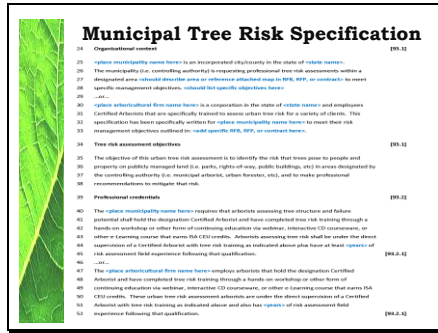 Municipal Tree Risk Specification
24 Organizational context [95.1]
25 <place municipality name here> is an incorporated city/county in the state of <state name>.
26 The municipality (i.e. controlling authority) is requesting professional tree risk assessments within a
27 designated area <should describe area or reference attached map in RFB, RFP, or contract> to meet
28 specific management objectives. <should list specific objectives here>
29 ...or...
30 <place arboricultural firm name here> is a corporation in the state of <state name> and employees
31 Certified Arborists that are specifically trained to assess urban tree risk for a variety of clients. This
32 specification has been specifically written for <place municipality name here> to meet their risk
33 management objectives outlined in: <add specific RFB, RFP, or contract here>.
34 Tree risk assessment objectives [95.1]
35 The objective of this urban tree risk assessment is to identify the risk that trees pose to people and
36 property on publicly managed land (i.e. parks, rights-of-way, public buildings, etc) in areas designated by
37 the controlling authority (i.e. municipal arborist, urban forester, etc), and to make professional
38 recommendations to mitigate that risk.
39 Professional credentials [93.2]
40 The <place municipality name here> requires that arborists assessing tree structure and failure
41 potential shall hold the designation Certified Arborist and have completed tree risk training through a
42 hands-on workshop or other form of continuing education via webinar, interactive CD courseware, or
43 other e-Learning course that earns ISA CEU credits. Arborists assessing tree risk shall be under the direct
44 supervision of a Certified Arborist with tree risk training as indicated above plus have at least <years> of
45 risk assessment field experience following that qualification. [93.2.1]
46 ...or...
47 The <place arboricultural firm name here> employs arborists that hold the designation Certified
48 Arborist and have completed tree risk training through a hands-on workshop or other form of
49 continuing education via webinar, interactive CD courseware, or other e-Learning course that earns ISA
50 CEU credits. These urban tree risk assessment arborists are under the direct supervision of a Certified
51 Arborist with tree risk training as indicated above and also has <years> of risk assessment field
52 experience following that qualification. [93.2.1]